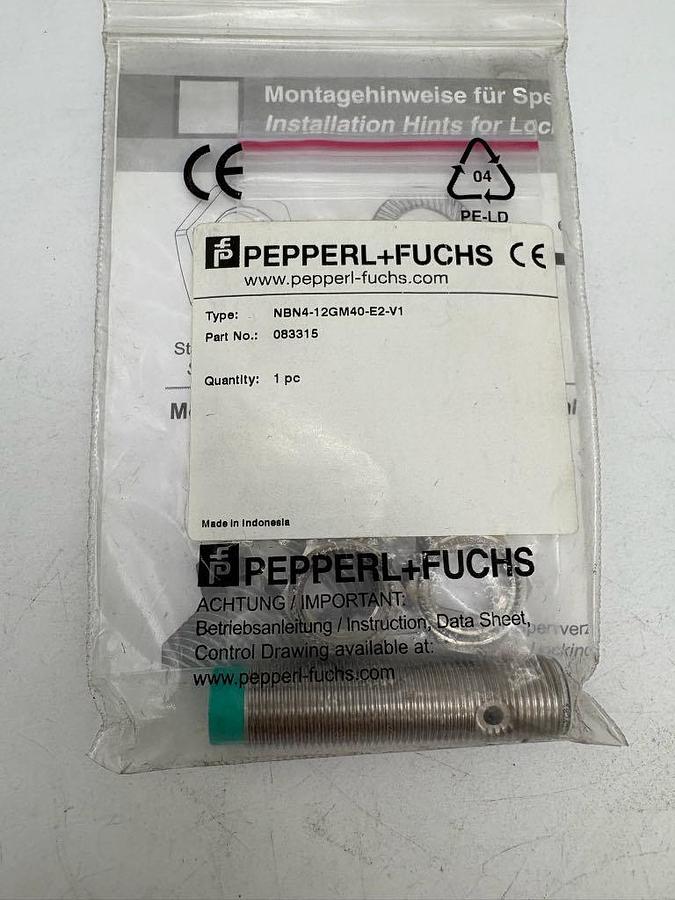 Montagehinweise für Spe
Installation Hints for Loc
CE
04
PE-LD
PEPPERL+FUCHS CE
www.pepperl-fuchs.com
Type: NBN4-12GM40-E2-V1
Part No.: 083315
Quantity: 1 pc
Made in Indonesia
PEPPERL+FUCHS
ACHTUNG / IMPORTANT:
Betriebsanleitung / Instruction, Data Sheet,
Control Drawing available at:
www.pepperl-fuchs.com